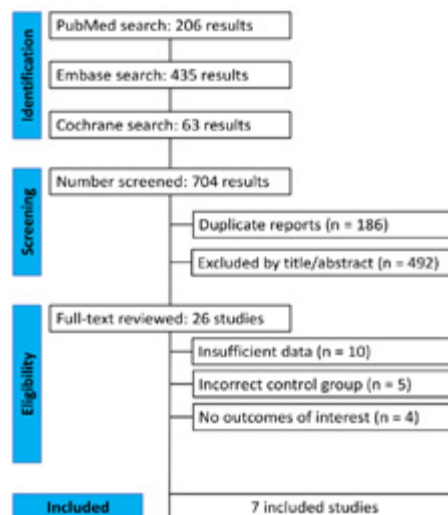 Identification
PubMed search: 206 results
Embase search: 435 results
Cochrane search: 63 results
Screening
Number screened: 704 results
Duplicate reports (n = 186)
Excluded by title/abstract (n = 492)
Eligibility
Full-text reviewed: 26 studies
Insufficient data (n = 10)
Incorrect control group (n = 5)
No outcomes of interest (n = 4)
Included
7 included studies